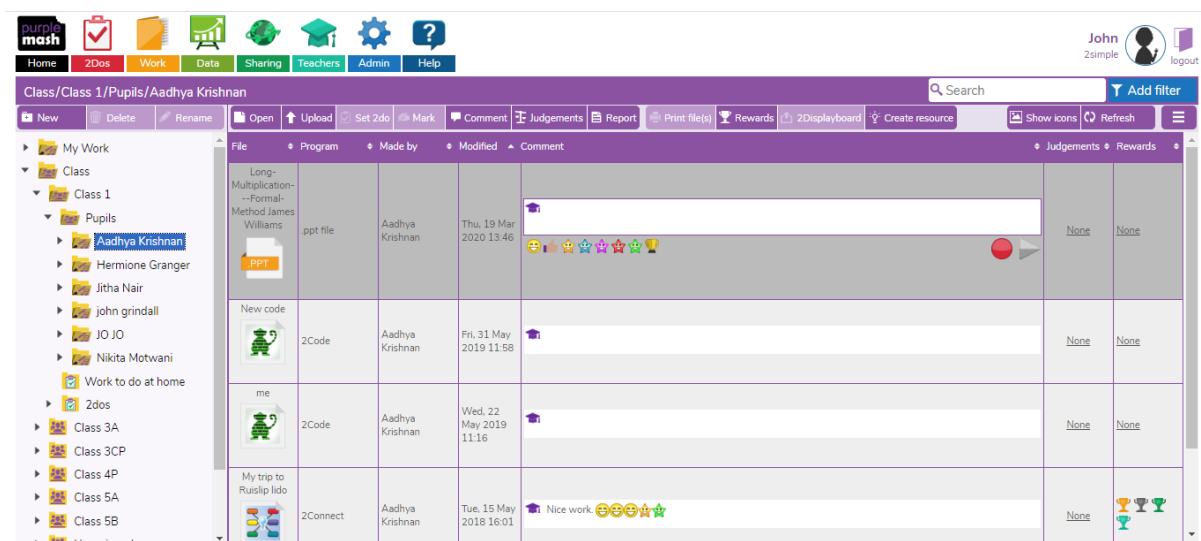 purple
mash
Home 2Dos Work Data Sharing Teachers Admin Help
John
2simple
logout
Class/Class 1/Pupils/Aadhya Krishnan
Search
Add filter
New Delete Rename
Open Upload Set 2do Mark Comment Judgements Report Print file(s) Rewards 2Displayboard Create resource Show icons Refresh
My Work
Class
Class 1
Pupils
Aadhya Krishnan
Hermione Granger
Jitha Nair
john grindall
JO JO
Nikita Motwani
Work to do at home
2dos
Class 3A
Class 3CP
Class 4P
Class 5A
Class 5B
File Program Made by Modified Comment Judgements Rewards
Long-
Multiplication-
--Formal-
Method James
Williams
.PPT
.ppt file
Aadhya
Krishnan
Thu, 19 Mar
2020 13:46
None
None
New code
2Code
Aadhya
Krishnan
Fri, 31 May
2019 11:58
None
None
me
2Code
Aadhya
Krishnan
Wed, 22
May 2019
11:16
None
None
My trip to
Ruislip lido
2Connect
Aadhya
Krishnan
Tue, 15 May
2018 16:01
Nice work.
None